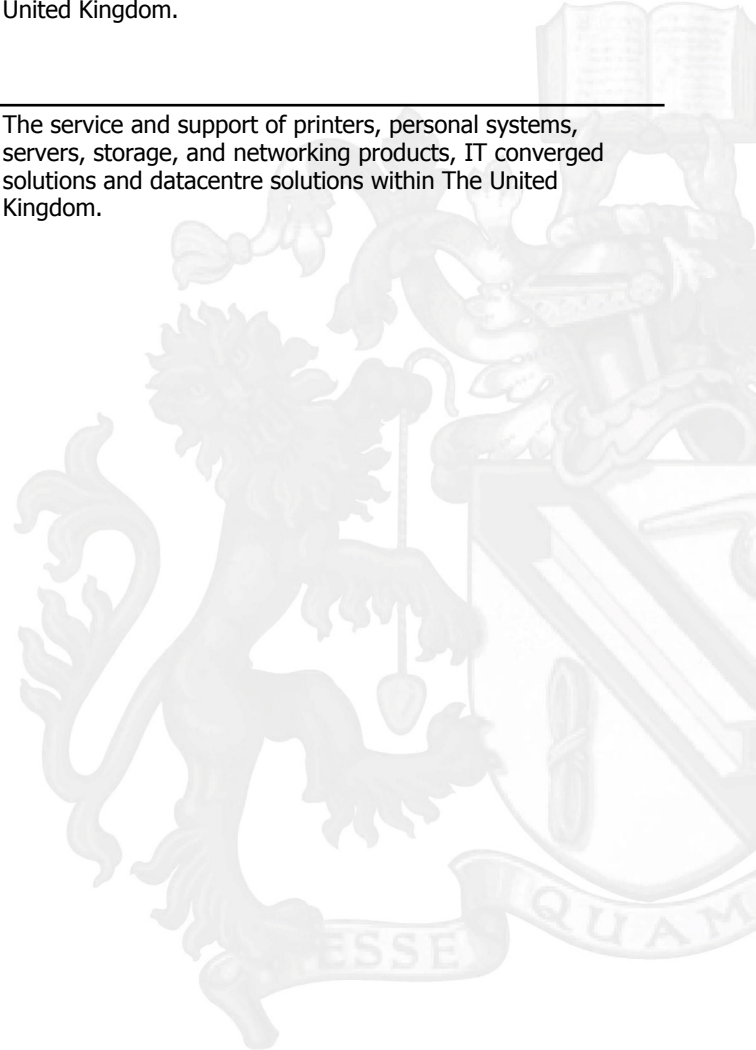 United Kingdom.
The service and support of printers, personal systems,
servers, storage, and networking products, IT converged
solutions and datacentre solutions within The United
Kingdom.
ESSE
QUAM